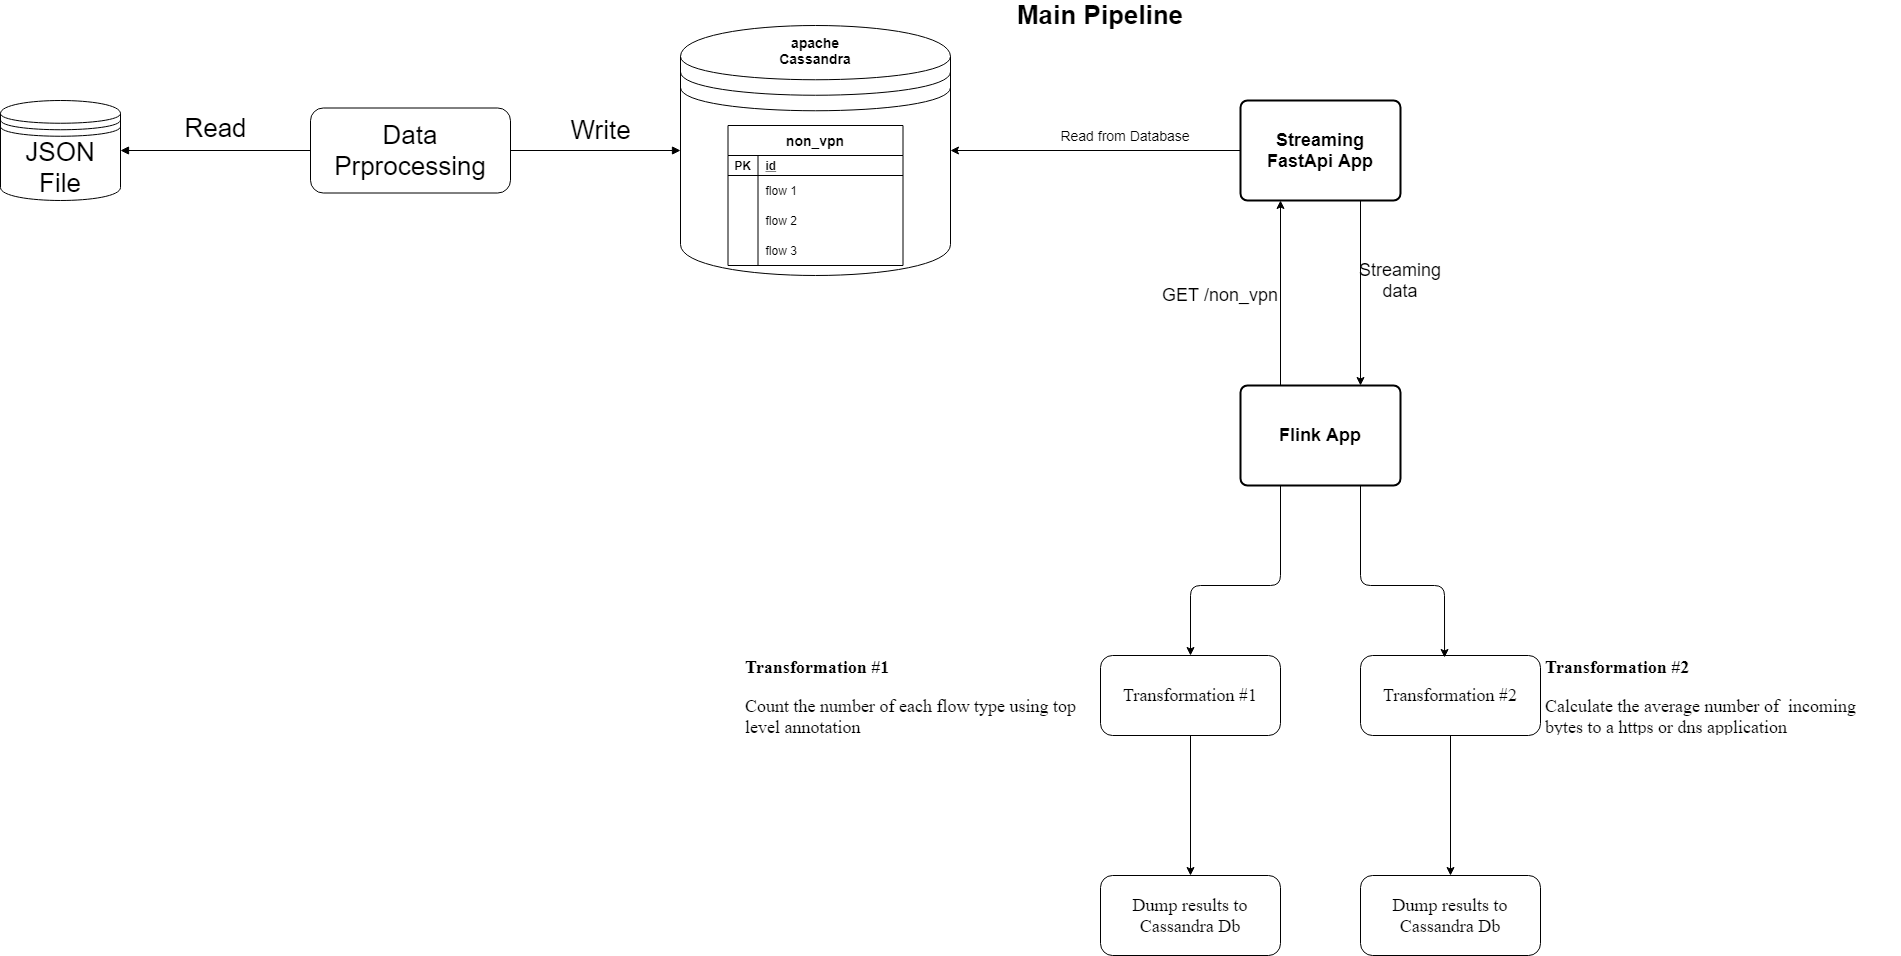 Main Pipeline
apache
Cassandra
JSON
File
Read
Data
Prprocessing
Write
non_vpn
PK id
flow 1
flow 2
flow 3
Read from Database
Streaming
FastApi App
GET /non_vpn
Streaming
data
Flink App
Transformation #1
Count the number of each flow type using top
level annotation
Transformation #1
Transformation #2
Transformation #2
Calculate the average number of  incoming
bytes to a https or dns application
Dump results to
Cassandra Db
Dump results to
Cassandra Db